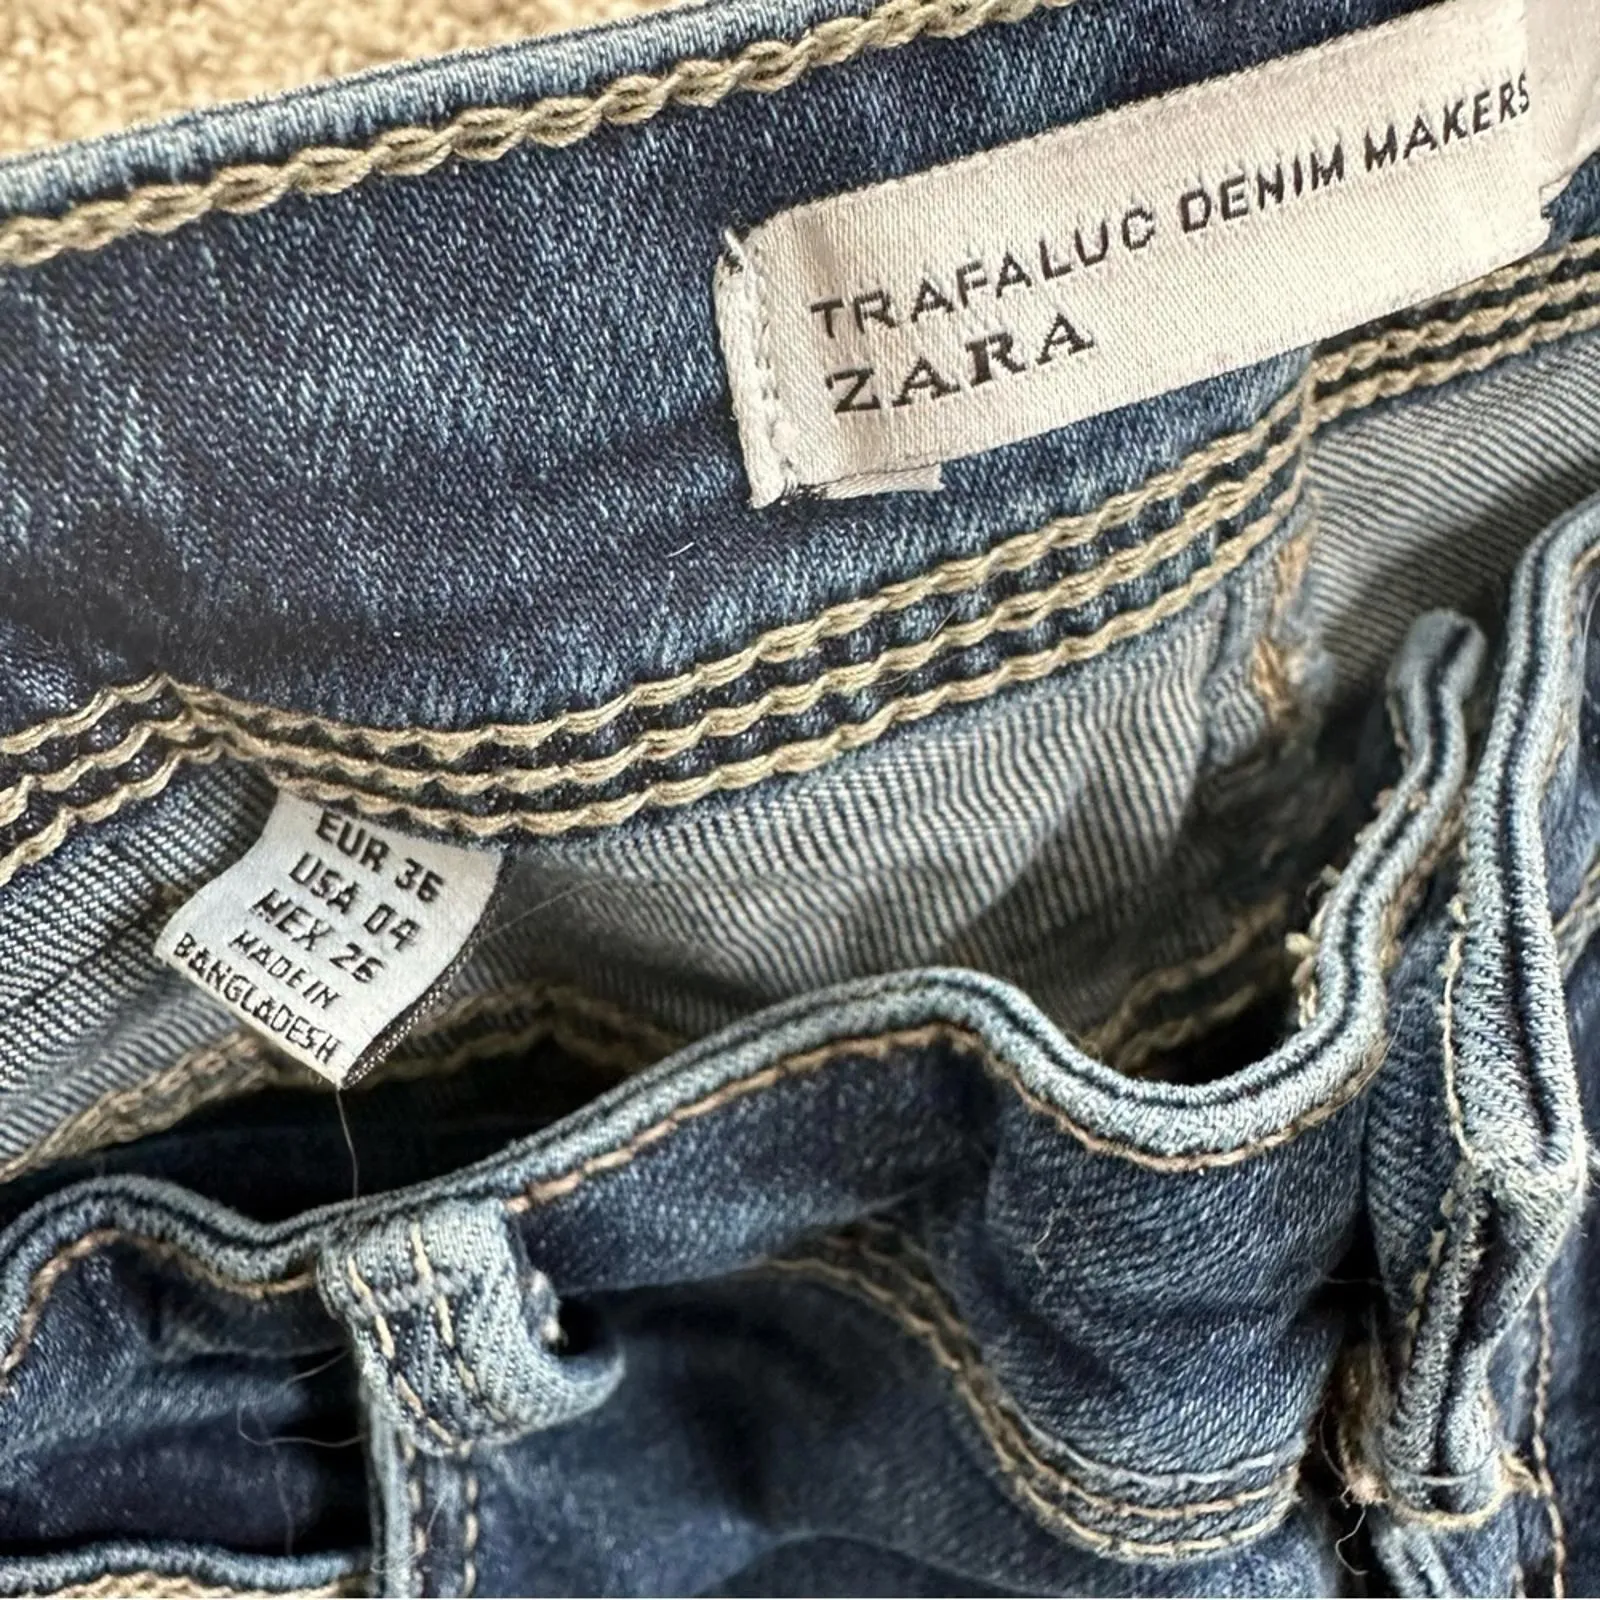 TRAFALUC DENIM MAKERS
ZARA
EUR 36
USA 04
MEX 26
MADE IN
BANGLADESH